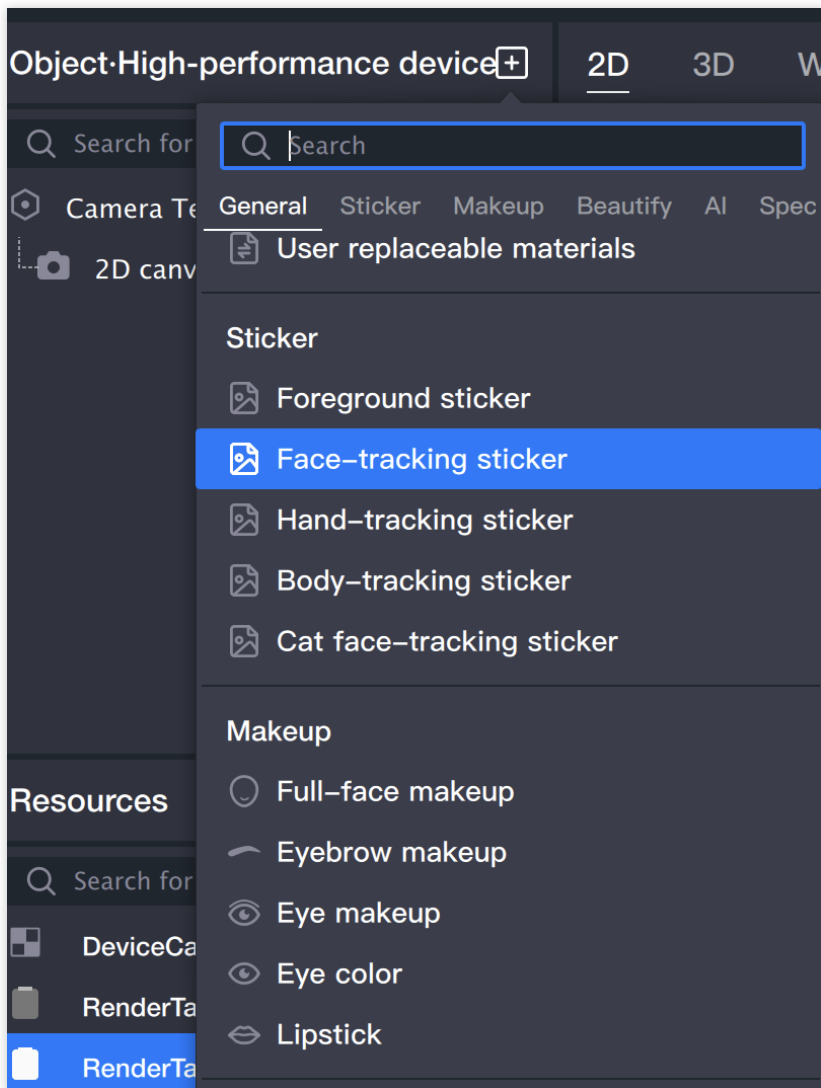 Object·High-performance device
2D
3D
W
Search for
Search
Camera Te
General
Sticker
Makeup
Beautify
AI
Spec
2D canv
User replaceable materials
Sticker
Foreground sticker
Face-tracking sticker
Hand-tracking sticker
Body-tracking sticker
Cat face-tracking sticker
Makeup
Full-face makeup
Eyebrow makeup
Eye makeup
Eye color
Lipstick
Resources
Search for
DeviceCa
RenderTa
RenderTa